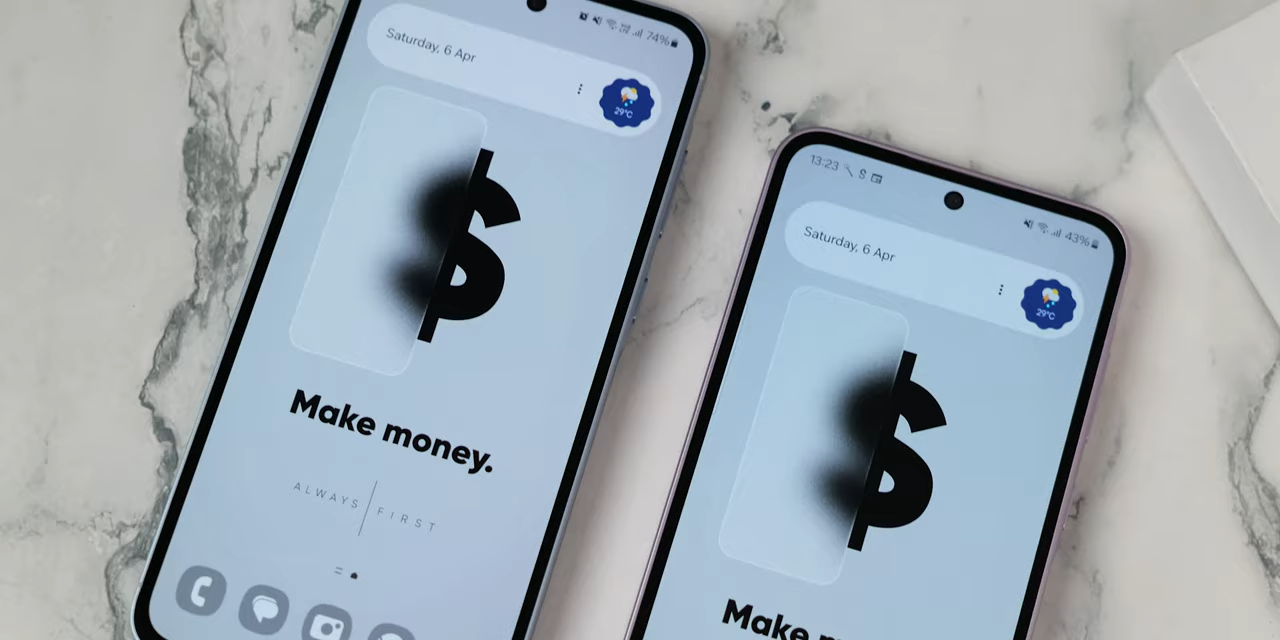 74%
Saturday, 6 Apr
29°C
$
Make money.
ALWAYS | FIRST
13:23
43%
Saturday, 6 Apr
29°C
$
Make